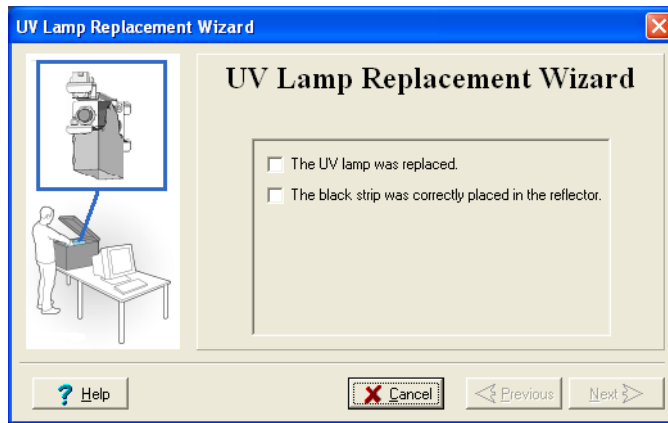 UV Lamp Replacement Wizard
UV Lamp Replacement Wizard
The UV lamp was replaced.
The black strip was correctly placed in the reflector.
Help
Cancel
Previous
Next